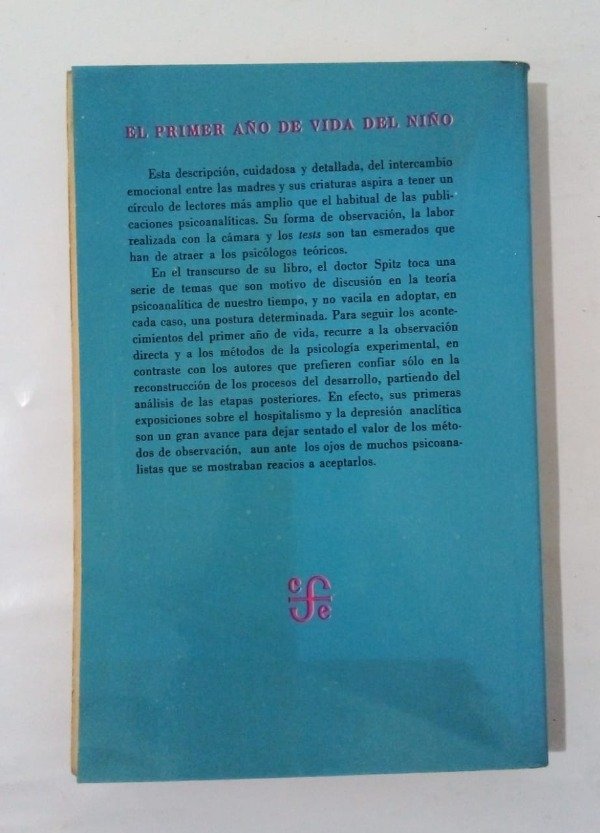 EL PRIMER AÑO DE VIDA DEL NIÑO
Esta descripción, cuidadosa y detallada, del intercambio
emocional entre las madres y sus criaturas aspira a tener un
círculo de lectores más amplio que el habitual de las publi-
caciones psicoanalíticas. Su forma de observación, la labor
realizada con la cámara y los tests son tan esmerados que
han de atraer a los psicólogos teóricos.
En el transcurso de su libro, el doctor Spitz toca una
serie de temas que son motivo de discusión en la teoría
psicoanalítica de nuestro tiempo, y no vacila en adoptar, en
cada caso, una postura determinada. Para seguir los aconte-
cimientos del primer año de vida, recurre a la observación
directa y a los métodos de la psicología experimental, en
contraste con los autores que prefieren confiar sólo en la
reconstrucción de los procesos del desarrollo, partiendo del
análisis de las etapas posteriores. En efecto, sus primeras
exposiciones sobre el hospitalismo y la depresión anaclítica
son un gran avance para dejar sentado el valor de los méto-
dos de observación, aun ante los ojos de muchos psicoana-
listas que se mostraban reacios a aceptarlos.
cfe